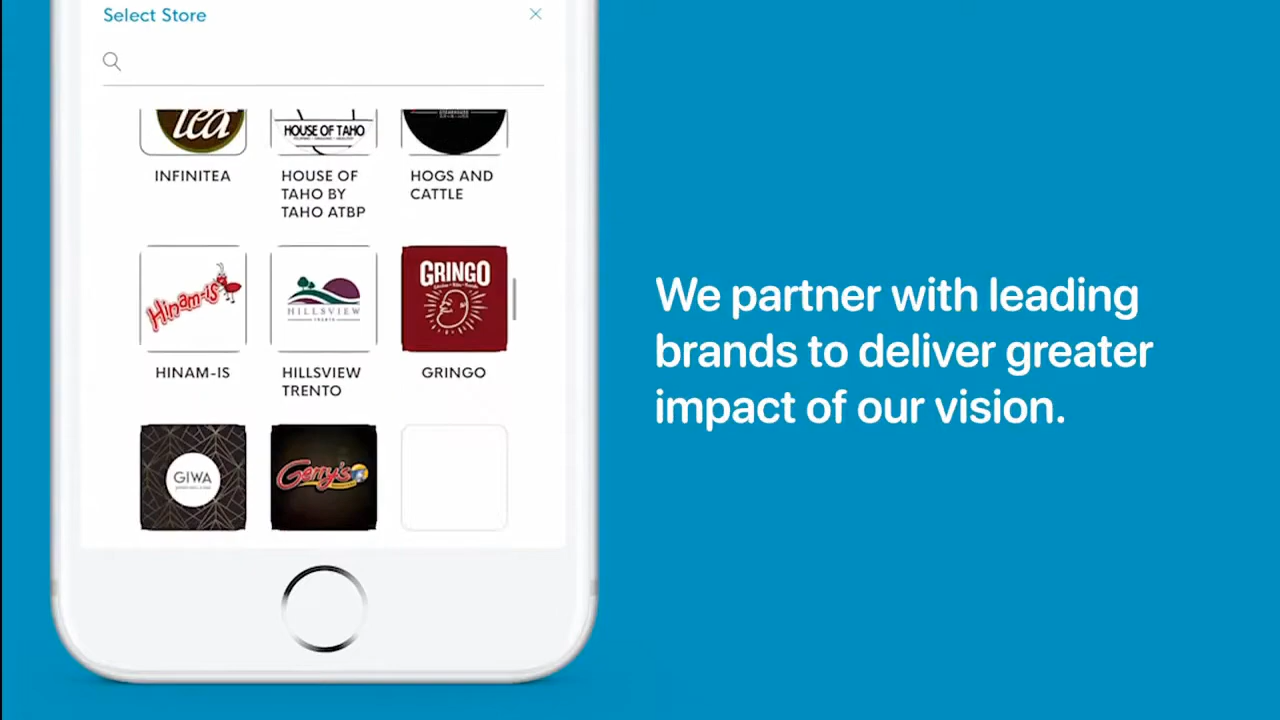 Select Store
tea
HOUSE OF TAHO
INFINITEA
HOUSE OF
TAHO BY
TAHO ATBP
HOGS AND
CATTLE
Hinam-is
HILLSVIEW
TRENTO
GRINGO
HINAM-IS
HILLSVIEW
TRENTO
GRINGO
GIWA
Gerry's
We partner with leading
brands to deliver greater
impact of our vision.